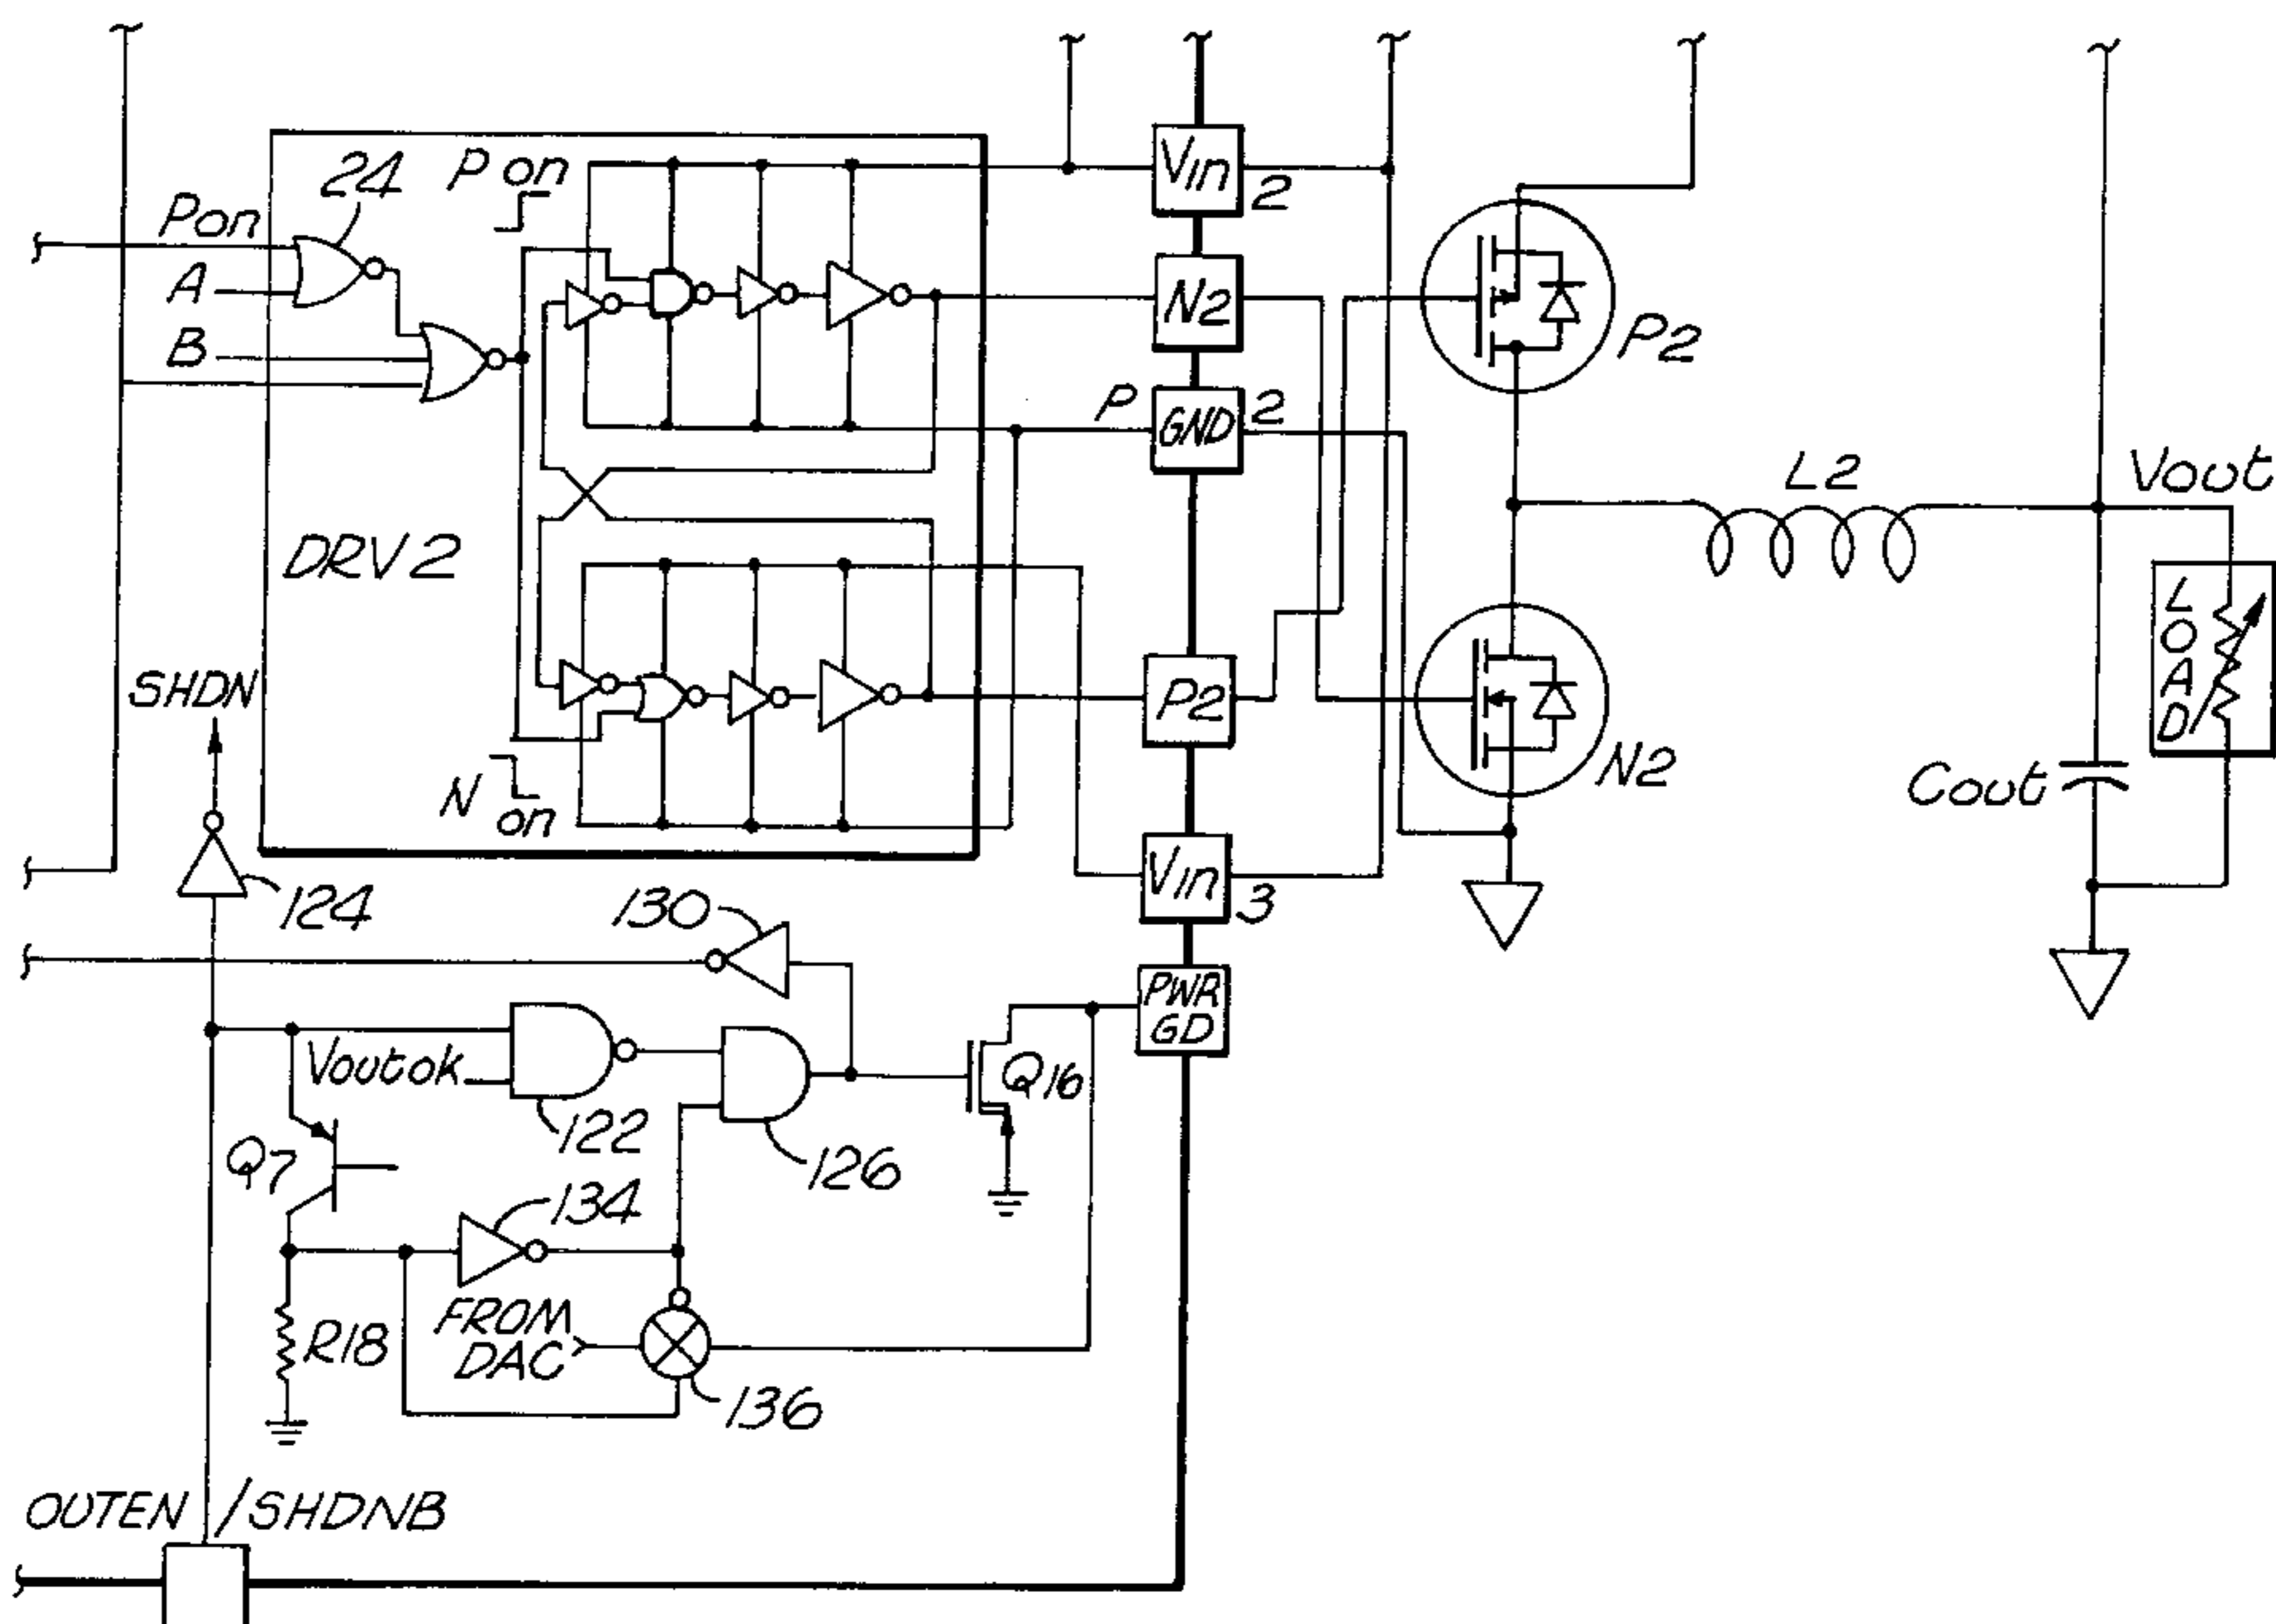 24
P on
Pon
A
B
Vin
2
N2
P
GND
2
P2
L2
Vout
DRV2
LOAD
SHDN
P2
N2
Cout
N on
Vin
3
124
130
PWR
GD
Voutok
Q16
122
126
Q7
134
R18
FROM
DAC
136
OUTEN/SHDNB